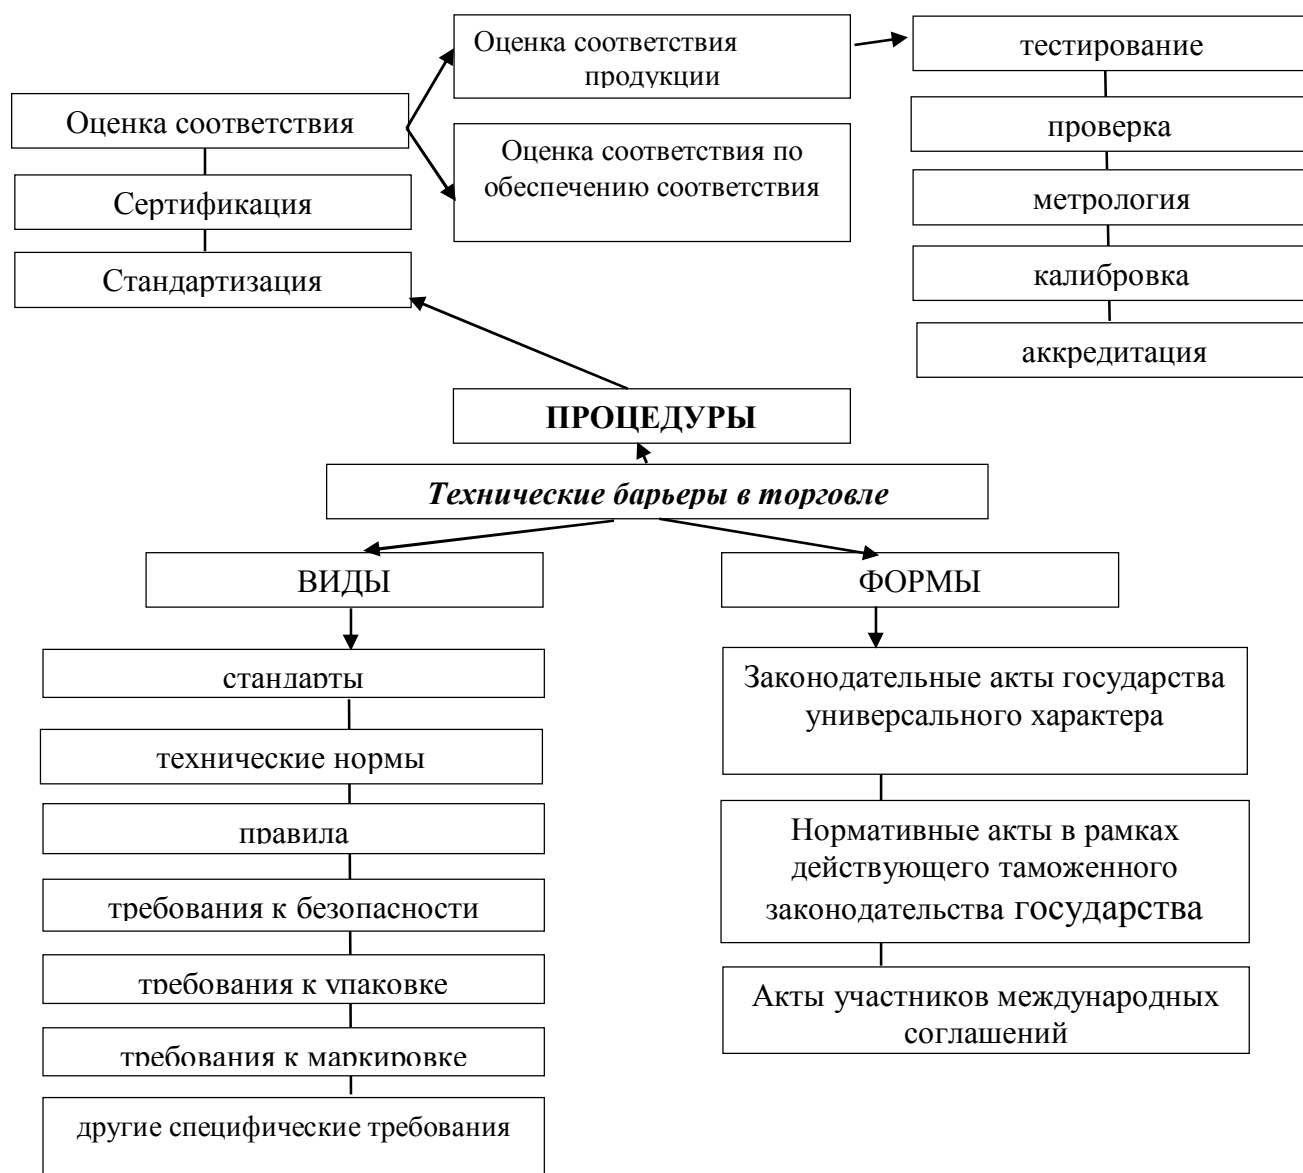 Оценка соответствия
продукции
тестирование
Оценка соответствия
проверка
Оценка соответствия по
обеспечению соответствия
Сертификация
метрология
Стандартизация
калибровка
аккредитация
ПРОЦЕДУРЫ
Технические барьеры в торговле
ВИДЫ
ФОРМЫ
стандарты
технические нормы
правила
требования к безопасности
требования к упаковке
требования к маркировке
другие специфические требования
Законодательные акты государства
универсального характера
Нормативные акты в рамках
действующего таможенного
законодательства государства
Акты участников международных
соглашений